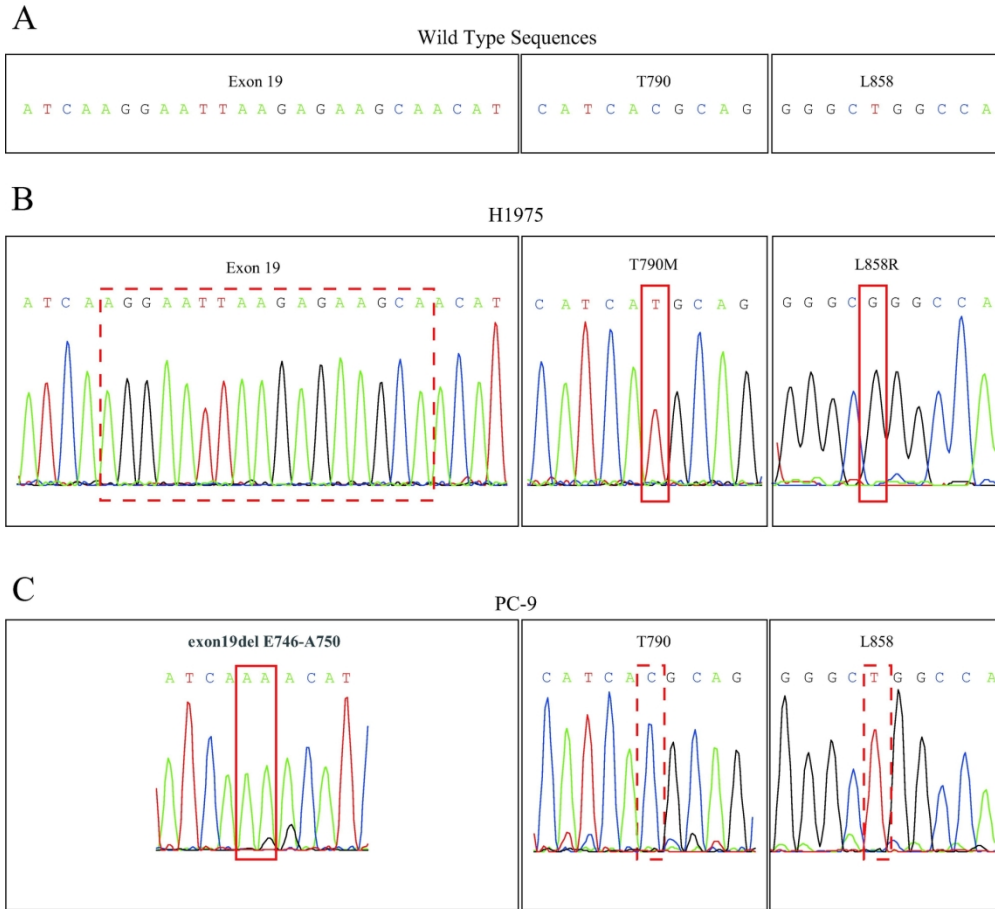 A
Wild Type Sequences
Exon 19
T790
L858
A T C A A G G A A T T A A G A G A A G C A A C A T
C A T C A C G C A G
G G G C T G G C C A
B
H1975
Exon 19
T790M
L858R
A T C A A G G A A T T A A G A G A A G C A A C A T
C A T C A T G C A G
G G G C G G G C C A
C
PC-9
exon19del E746-A750
T790
L858
A T C A A A A C A T
C A T C A C G C A G
G G G C T G G C C A